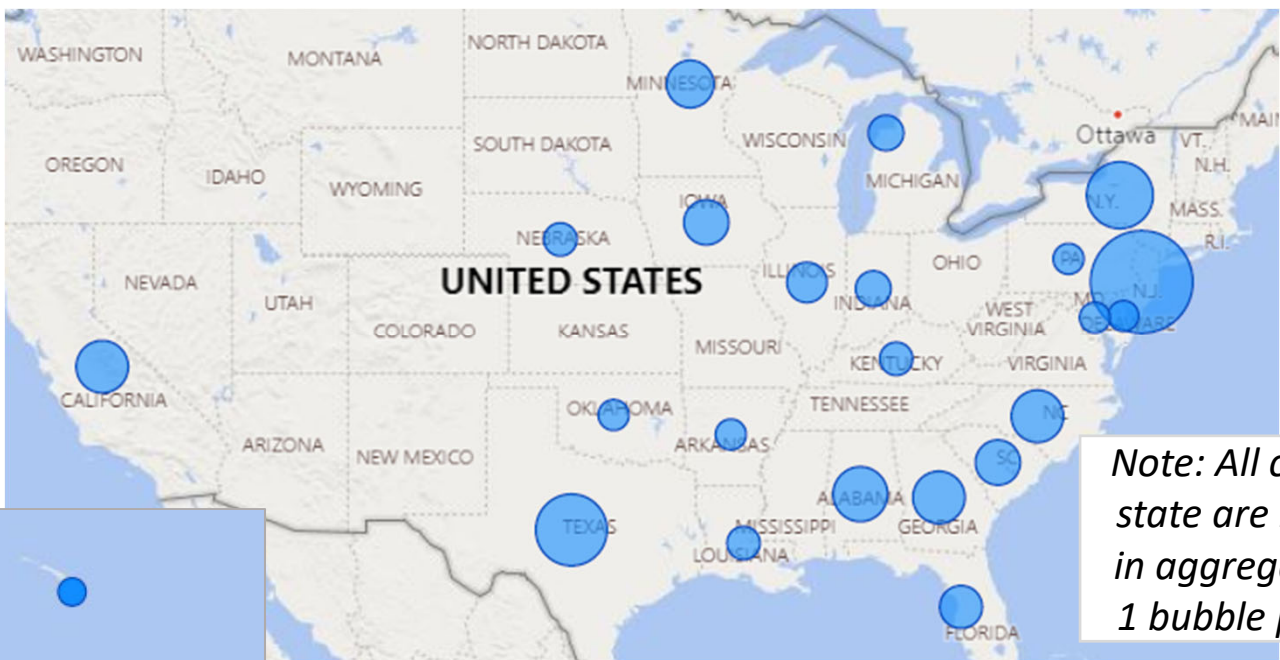 WASHINGTON
MONTANA
NORTH DAKOTA
MINNESOTA
OREGON
IDAHO
WYOMING
SOUTH DAKOTA
WISCONSIN
MICHIGAN
Ottawa
VT.
N.H.
N.Y.
MASS.
R.I.
NEVADA
UTAH
COLORADO
NEBRASKA
IOWA
UNITED STATES
ILLINOIS
INDIANA
OHIO
PA
N.J.
MD
DELAWARE
WEST
VIRGINIA
KANSAS
MISSOURI
KENTUCKY
VIRGINIA
CALIFORNIA
ARIZONA
NEW MEXICO
OKLAHOMA
ARKANSAS
TENNESSEE
NC
SC
TEXAS
LOUISIANA
MISSISSIPPI
ALABAMA
GEORGIA
FLORIDA
Note: All
state are
in
1 bubble